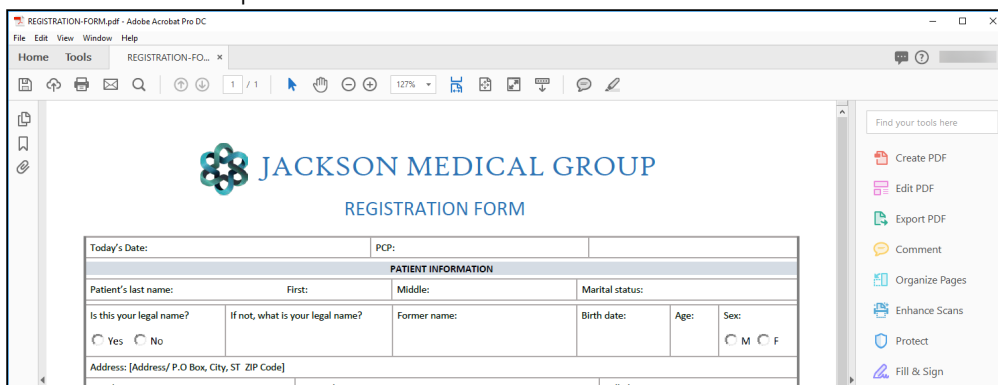 REGISTRATION-FORM.pdf - Adobe Acrobat Pro DC
File Edit View Window Help
Home Tools REGISTRATION-FO... ×
1 / 1 127%
Find your tools here
JACKSON MEDICAL GROUP
REGISTRATION FORM
Today's Date: PCP:
PATIENT INFORMATION
Patient's last name: First: Middle: Marital status:
Is this your legal name? If not, what is your legal name? Former name: Birth date: Age: Sex:
Yes No M F
Address: [Address/ P.O Box, City, ST ZIP Code]
Create PDF
Edit PDF
Export PDF
Comment
Organize Pages
Enhance Scans
Protect
Fill & Sign